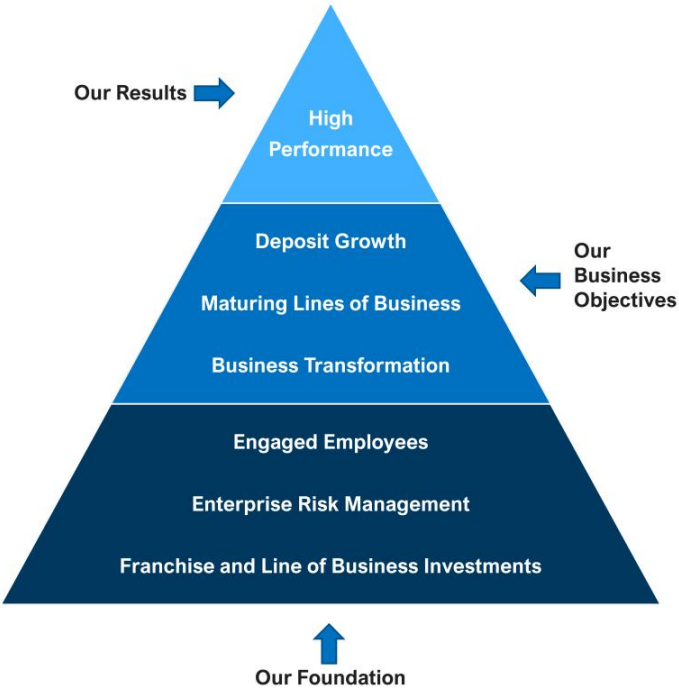 Our Results
High
Performance
Deposit Growth
Maturing Lines of Business
Business Transformation
Our
Business
Objectives
Engaged Employees
Enterprise Risk Management
Franchise and Line of Business Investments
Our Foundation